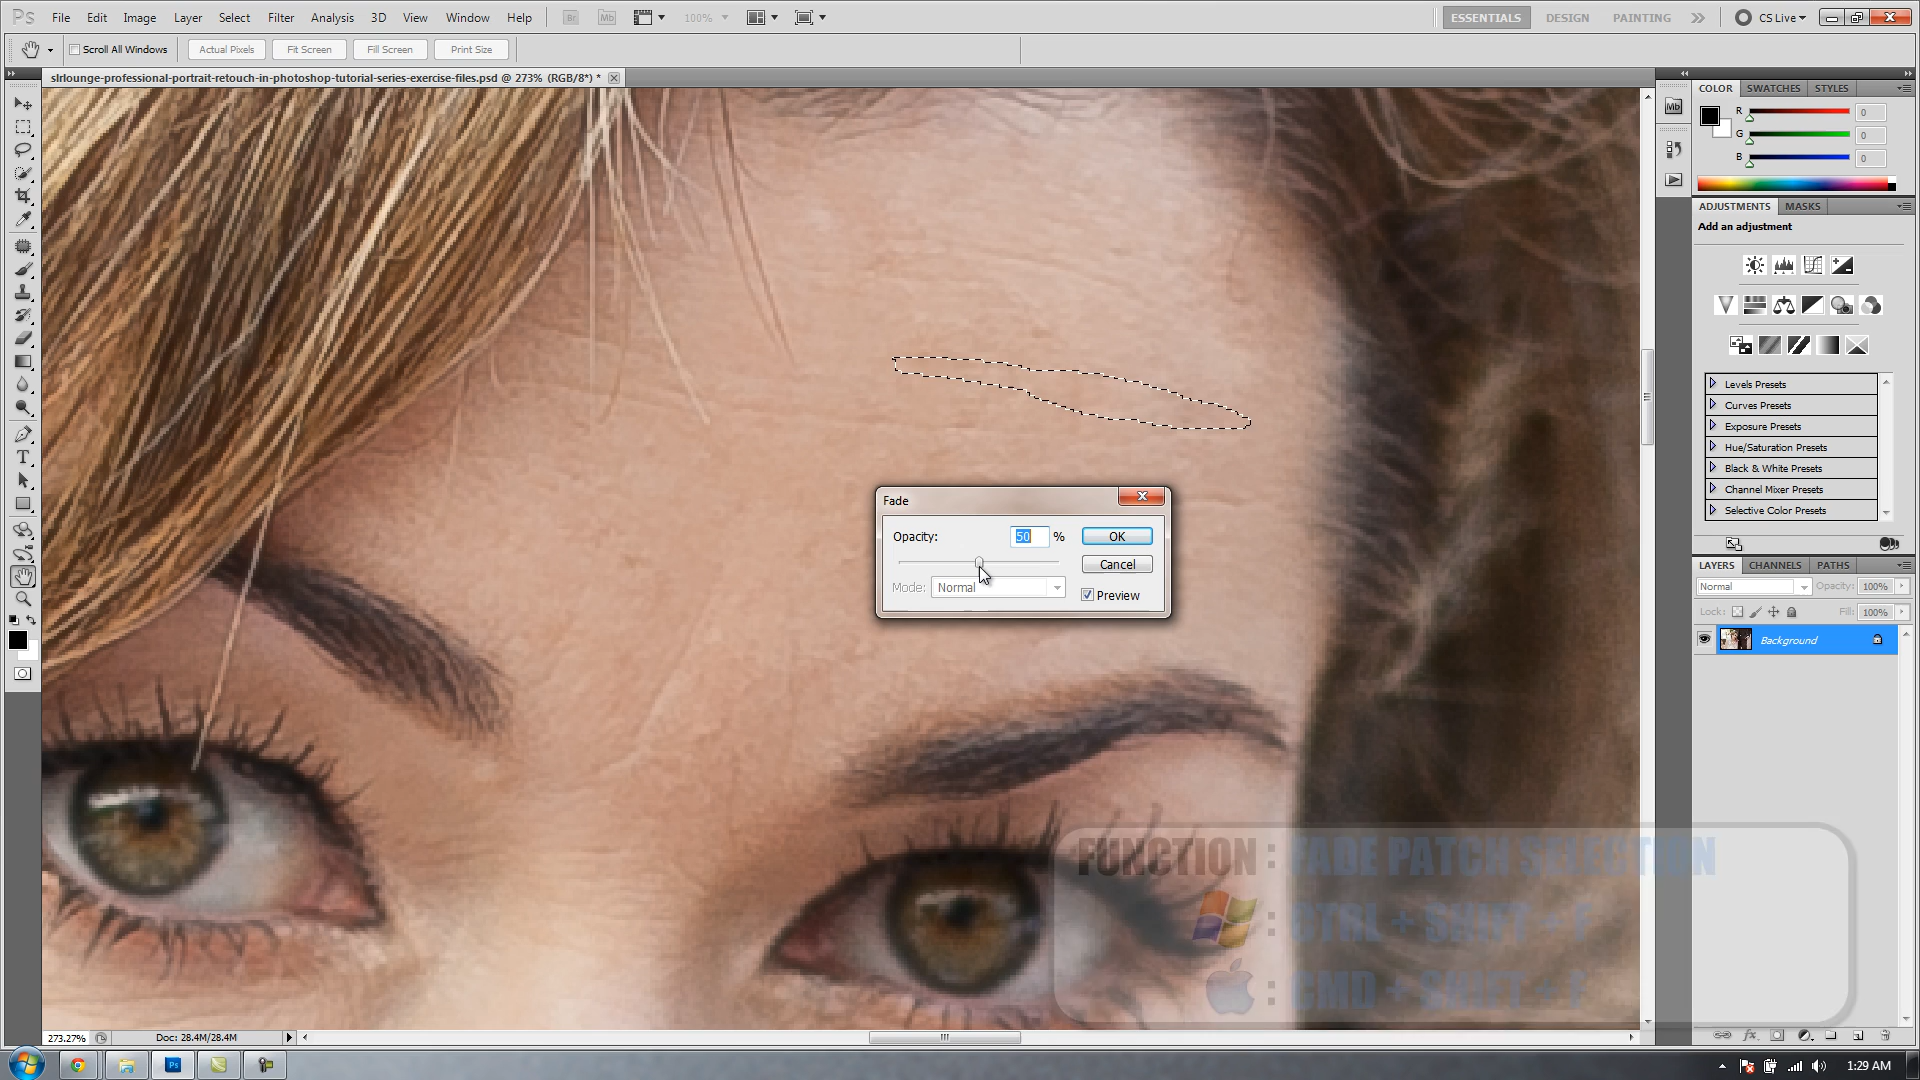 Ps File Edit Image Layer Select Filter Analysis 3D View Window Help Br Mb 100% ESSENTIALS DESIGN PAINTING CS Live
Scroll All Windows Actual Pixels Fit Screen Fill Screen Print Size
slrlounge-professional-portrait-retouch-in-photoshop-tutorial-series-exercise-files.psd @ 273% (RGB/8*) *
COLOR SWATCHES STYLES
Mb
R 0
G 0
B 0
ADJUSTMENTS MASKS
Add an adjustment
Levels Presets
Curves Presets
Exposure Presets
Hue/Saturation Presets
Black & White Presets
Channel Mixer Presets
Selective Color Presets
Fade
Opacity: 50 % OK
Cancel
Mode: Normal Preview
LAYERS CHANNELS PATHS
Normal Opacity: 100%
Lock: Fill: 100%
Background
FUNCTION : FADE PATCH SELECTION
: CTRL + SHIFT + F
: CMD + SHIFT + F
273.27% Doc: 28.4M/28.4M
Ps 1:29 AM